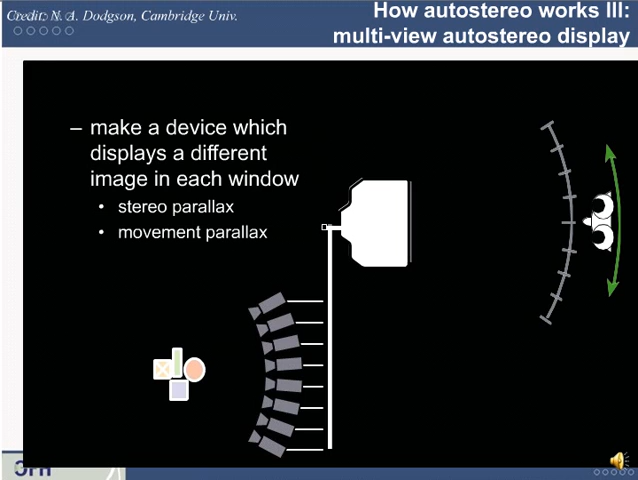 Credit: N. A. Dodgson, Cambridge Univ.
How autostereo works III:
multi-view autostereo display
– make a device which
displays a different
image in each window
• stereo parallax
• movement parallax